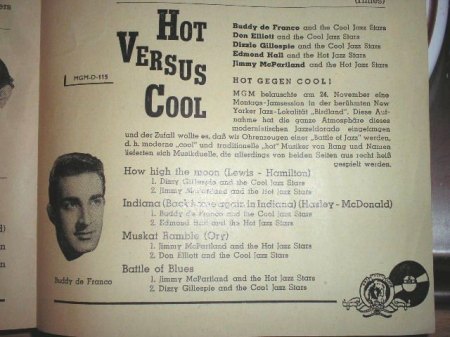 HOT
VERSUS
COOL
MGM-D-115
Buddy de Franco and the Cool Jazz Stars
Don Elliott and the Cool Jazz Stars
Dizzie Gillespie and the Cool Jazz Stars
Edmond Hall and the Hot Jazz Stars
Jimmy McPartland and the Hot Jazz Stars
HOT GEGEN COOL!
MGM belauschte am 24. November eine
Montags-Jamsession in der berühmten New
Yorker Jazz-Lokalität „Birdland". Diese Auf-
nahme hat die ganze Atmosphäre dieses
modernistischen Jazzeldorado eingefangen
und der Zufall wollte es, daß wir Ohrenzeugen einer „Battle of Jazz" werden,
d. h. moderne „cool" und traditionelle „hot" Musiker von Rang und Namen
lieferten sich Musikduelle, die allerdings von beiden Seiten aus recht heiß
gespielt werden.
How high the moon (Lewis - Hamilton)
1. Dizzy Gillespie and the Cool Jazz Stars
2. Jimmy McPartland and the Hot Jazz Stars
Indiana (Back home again in Indiana) (Hanley - McDonald)
1. Buddy de Franco and the Cool Jazz Stars
2. Edmund Hall and the Hot Jazz Stars
Muskat Ramble (Ory)
1. Jimmy McPartland and the Hot Jazz Stars
2. Don Elliott and the Cool Jazz Stars
Battle of Blues
1. Jimmy McPartland and the Hot Jazz Stars
2. Dizzy Gillespie and the Cool Jazz Stars
Buddy de Franco